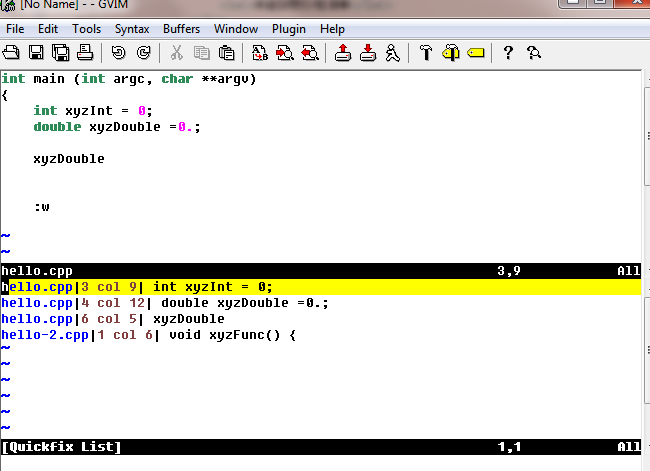 [No Name] - - GVIM
File Edit Tools Syntax Buffers Window Plugin Help
int main (int argc, char **argv)
{
    int xyzInt = 0;
    double xyzDouble =0.;
    xyzDouble
    :w
~
~
hello.cpp 3,9 All
hello.cpp|3 col 9| int xyzInt = 0;
hello.cpp|4 col 12| double xyzDouble =0.;
hello.cpp|6 col 5| xyzDouble
hello-2.cpp|1 col 6| void xyzFunc() {
~
~
~
~
~
~
[Quickfix List] 1,1 All